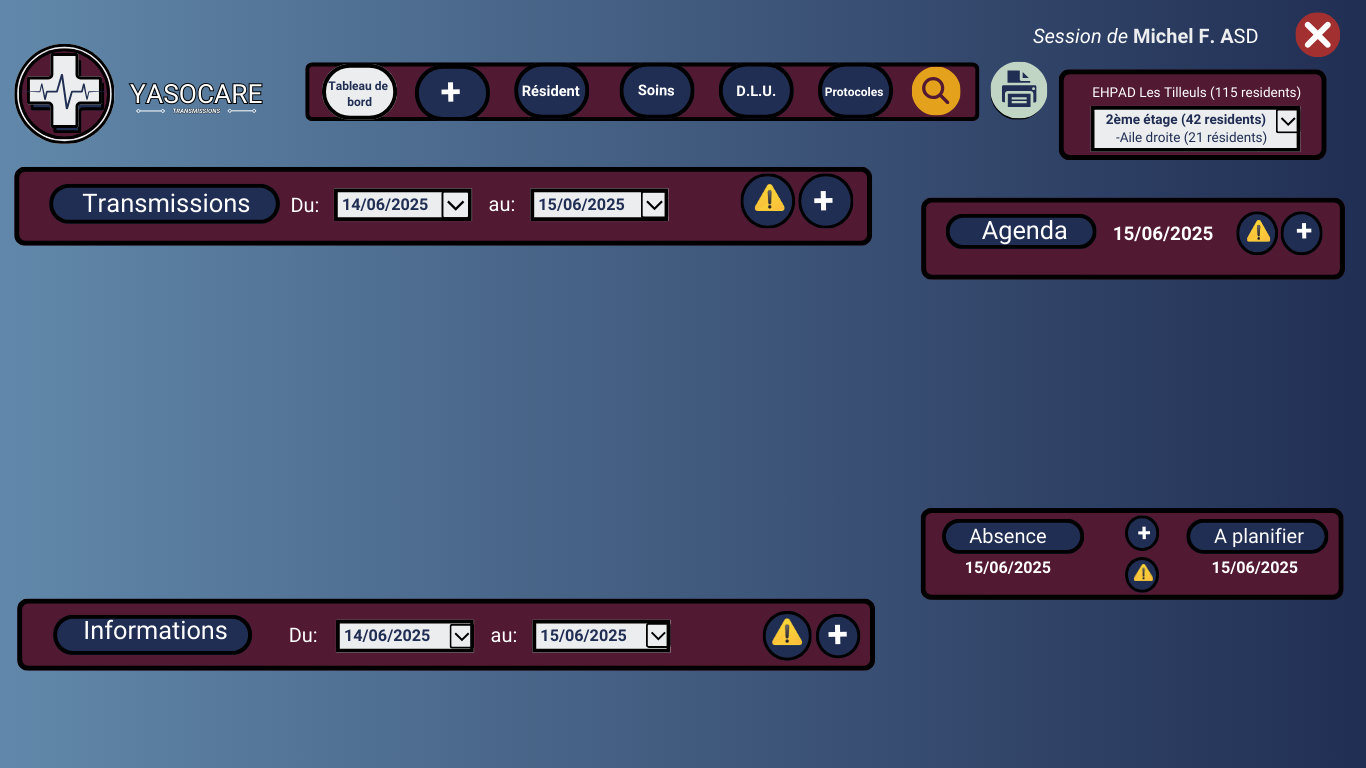 Session de Michel F. ASD
YASOCARE
TRANSMISSIONS
Tableau de
bord
Résident
Soins
D.L.U.
Protocoles
EHPAD Les Tilleuls (115 residents)
2ème étage (42 residents)
-Aile droite (21 résidents)
Transmissions Du: 14/06/2025 au: 15/06/2025
Agenda 15/06/2025
Absence A planifier
15/06/2025 15/06/2025
Informations Du: 14/06/2025 au: 15/06/2025